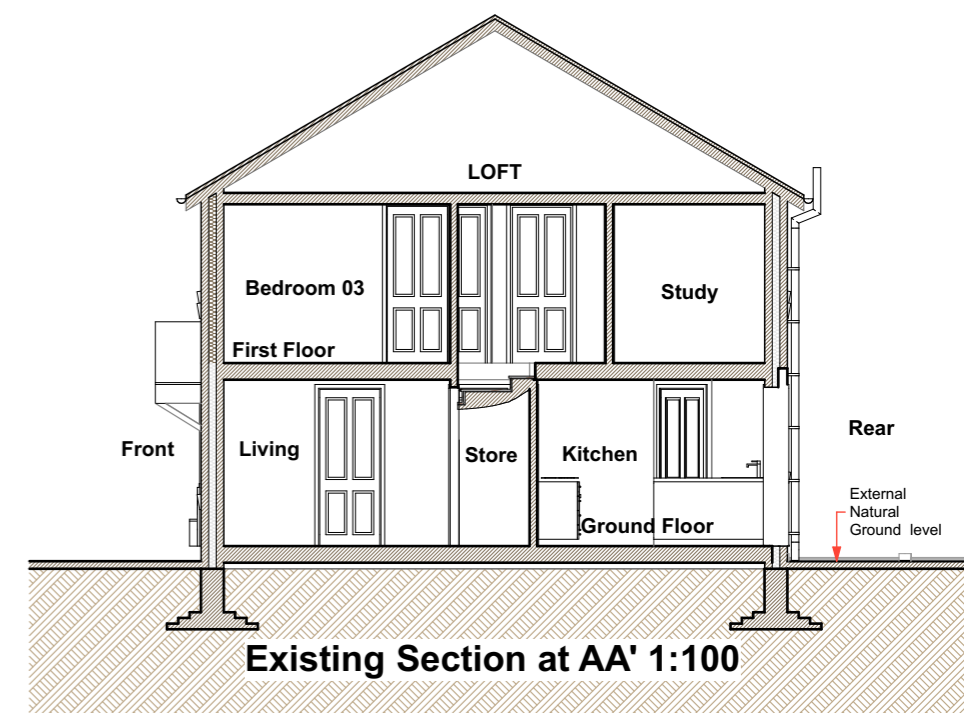 LOFT
Bedroom 03
Study
First Floor
Front
Living
Store
Kitchen
Rear
External
Natural
Ground level
Ground Floor
Existing Section at AA' 1:100